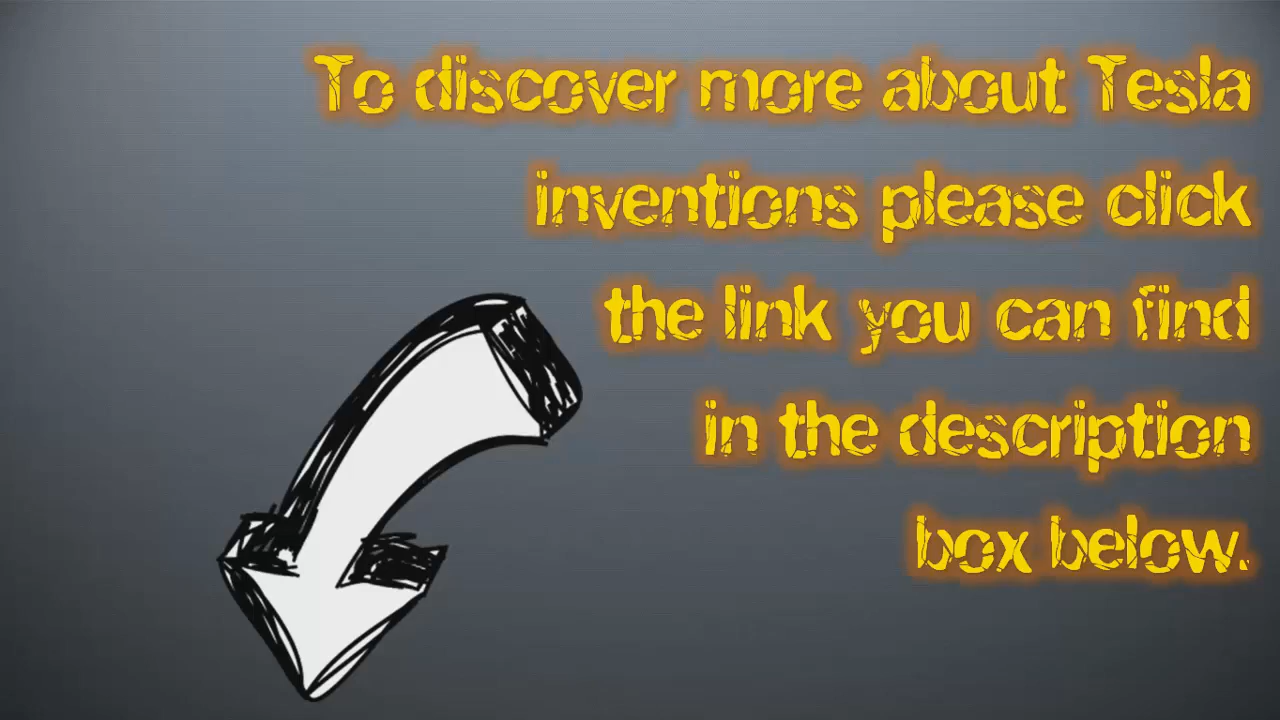 To discover more about Tesla
inventions please click
the link you can find
in the description
box below.